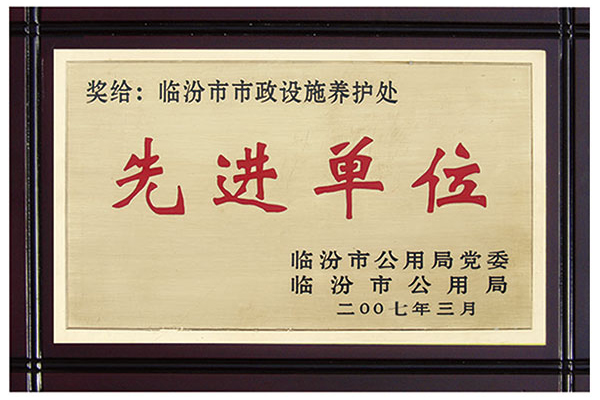 奖给：临汾市市政设施养护处
先进单位
临汾市公用局党委
临汾市公用局
二00七年三月